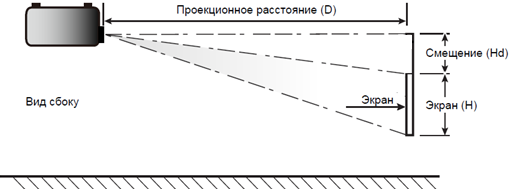 Проекционное расстояние (D)
Смещение (Hd)
Экран
Экран (H)
Вид сбоку